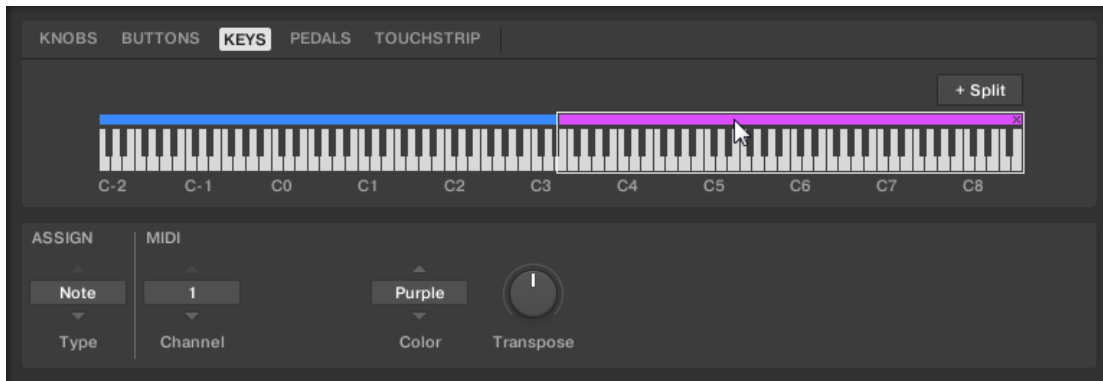 KNOBS BUTTONS KEYS PEDALS TOUCHSTRIP
+ Split
C-2 C-1 C0 C1 C2 C3 C4 C5 C6 C7 C8
ASSIGN MIDI
Note 1 Purple
Type Channel Color Transpose